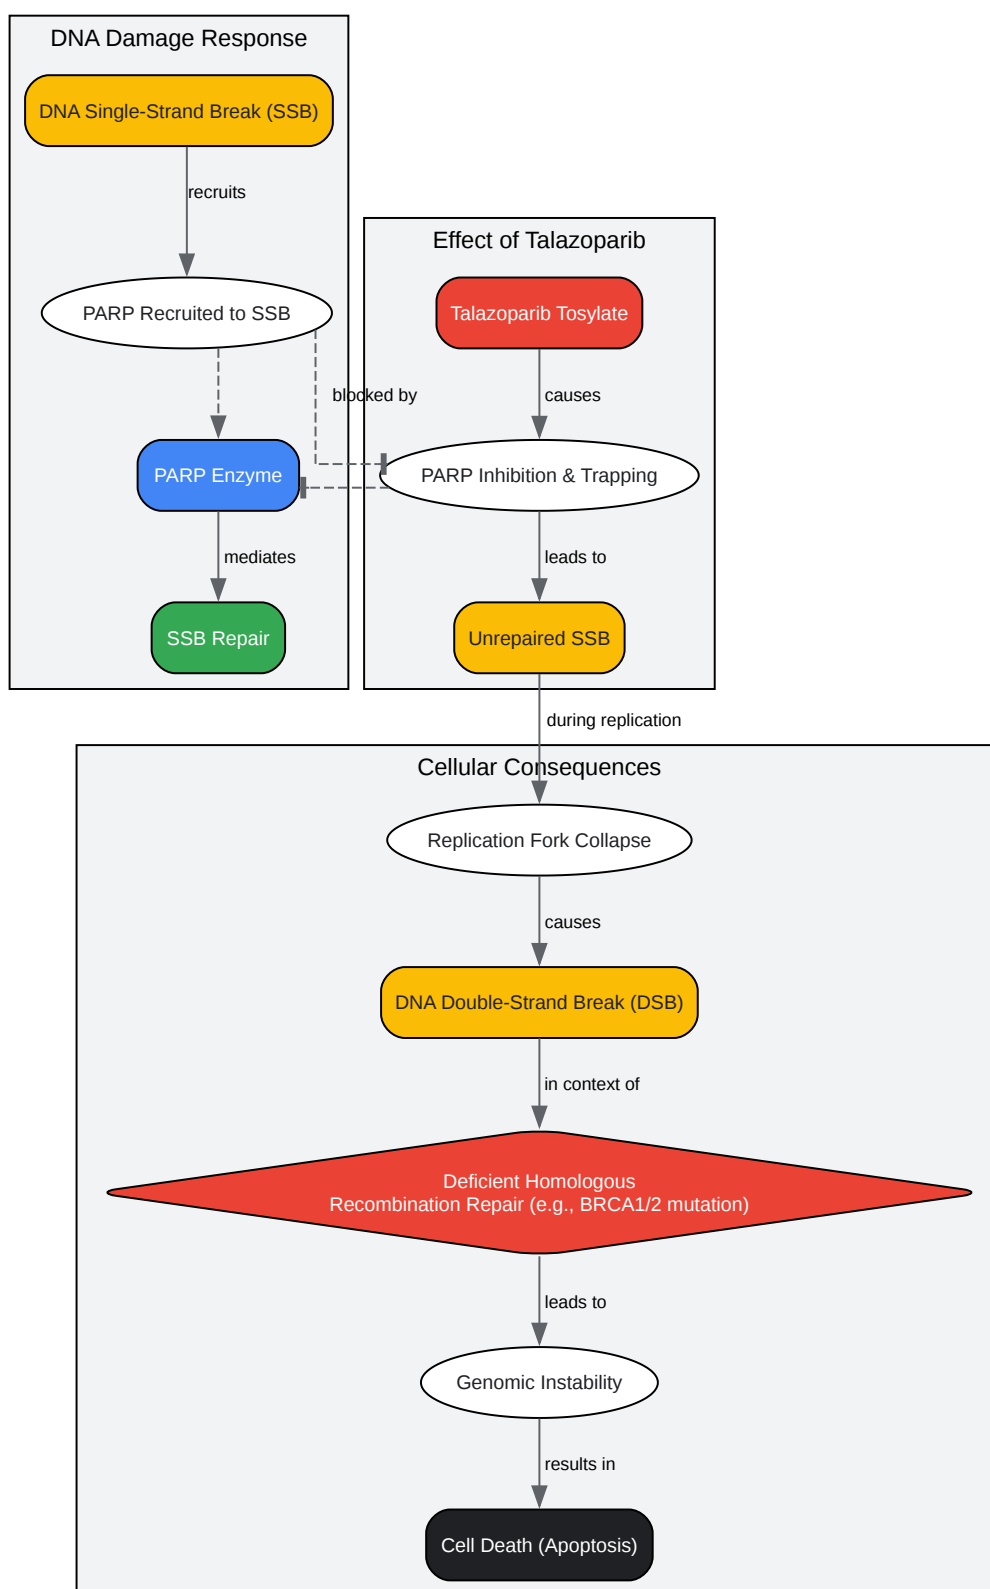 DNA Damage Response
DNA Single-Strand Break (SSB)
recruits
PARP Recruited to SSB
PARP Enzyme
mediates
SSB Repair
blocked by
Effect of Talazoparib
Talazoparib Tosylate
causes
PARP Inhibition & Trapping
leads to
Unrepaired SSB
during replication
Cellular Consequences
Replication Fork Collapse
causes
DNA Double-Strand Break (DSB)
in context of
Deficient Homologous
Recombination Repair (e.g., BRCA1/2 mutation)
leads to
Genomic Instability
results in
Cell Death (Apoptosis)